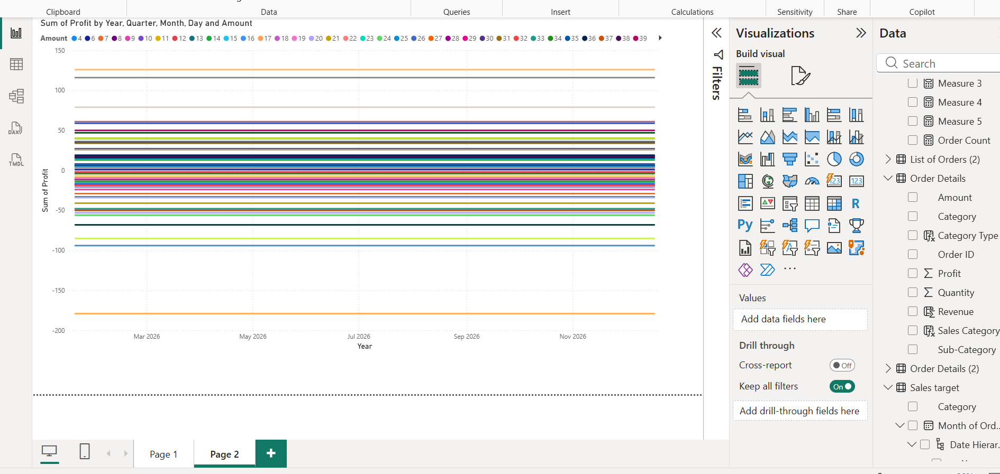 Clipboard
Data
Queries
Insert
Calculations
Sensitivity
Share
Copilot
Sum of Profit by Year, Quarter, Month, Day and Amount
Amount 4 6 7 8 9 10 11 12 13 14 15 16 17 18 19 20 21 22 23 24 25 26 27 28 29 30 31 32 33 34 35 36 37 38 39
150
100
50
0
-50
-100
-150
-200
Sum of Profit
Mar 2026
May 2026
Jul 2026
Sep 2026
Nov 2026
Year
DAX
TMDL
Page 1
Page 2
+
Filters
Visualizations
Build visual
123
123
R
Py
...
Values
Add data fields here
Drill through
Cross-report
Off
Keep all filters
On
Add drill-through fields here
Data
Search
Measure 3
Measure 4
Measure 5
Order Count
List of Orders (2)
Order Details
Amount
Category
Category Type
Order ID
Profit
Quantity
Revenue
Sales Category
Sub-Category
Order Details (2)
Sales target
Category
Month of Ord...
Date Hierar...